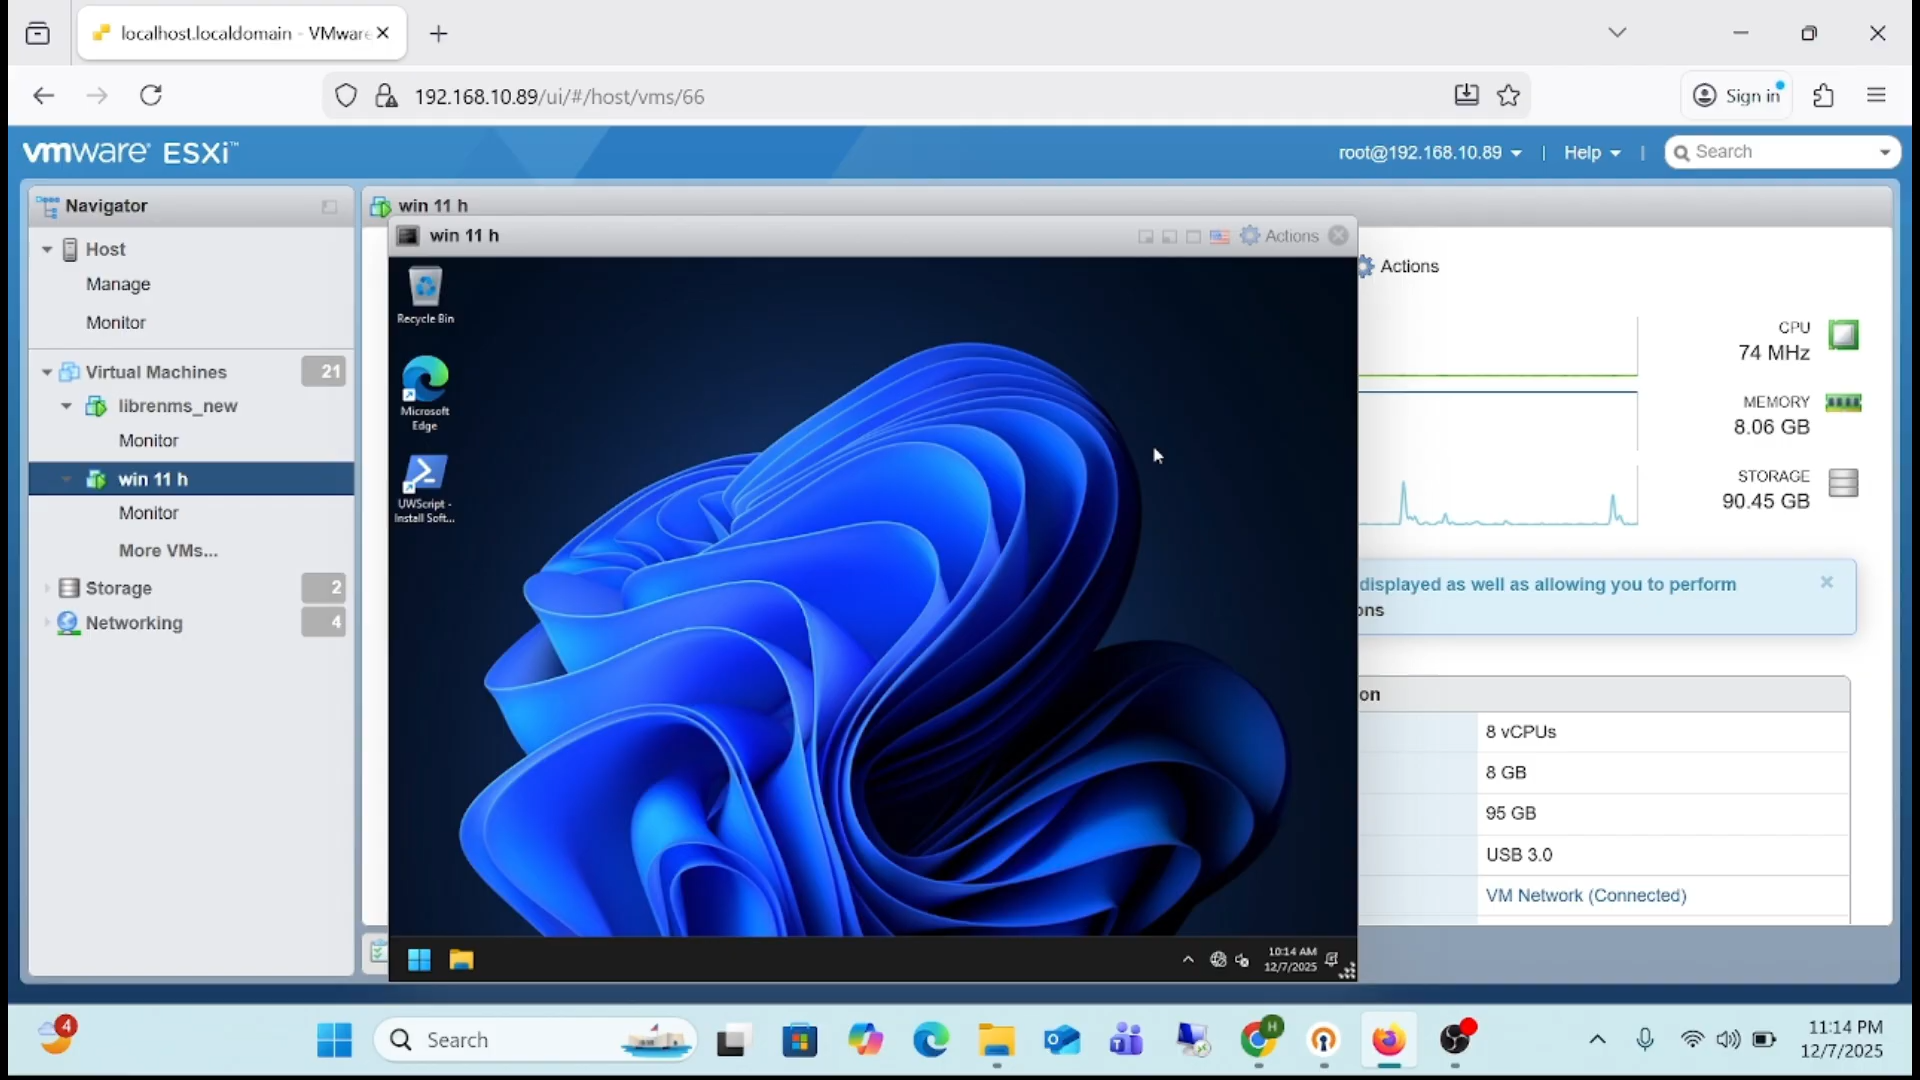 localhost.localdomain - VMware
192.168.10.89/ui/#/host/vms/66
Sign in
vmware ESXi™
root@192.168.10.89
Help
Search
Navigator
Host
Manage
Monitor
Virtual Machines 21
librenms_new
Monitor
win 11 h
Monitor
More VMs...
Storage 2
Networking 4
win 11 h
win 11 h
Actions
Actions
Recycle Bin
Microsoft
Edge
UWScript -
Install Soft...
10:14 AM
12/7/2025
CPU
74 MHz
MEMORY
8.06 GB
STORAGE
90.45 GB
displayed as well as allowing you to perform
ons
on
8 vCPUs
8 GB
95 GB
USB 3.0
VM Network (Connected)
4
Search
H
11:14 PM
12/7/2025